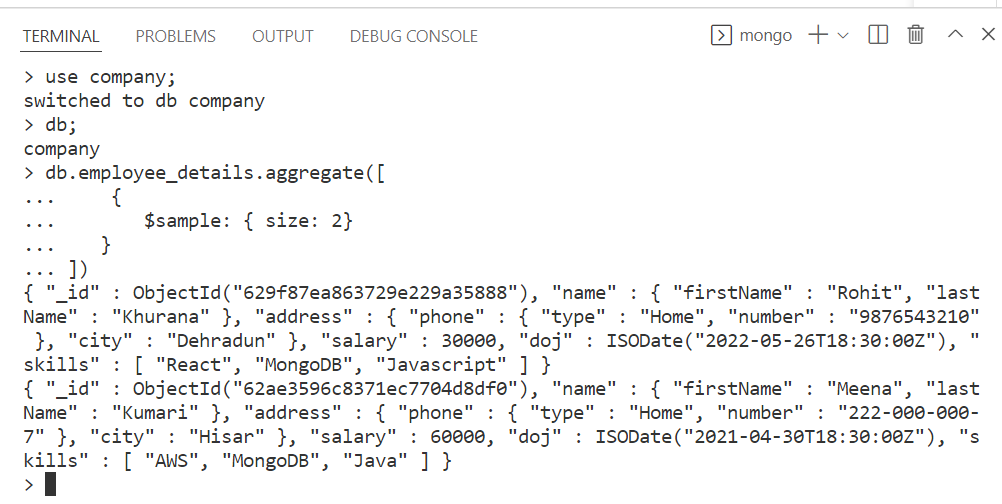 TERMINAL PROBLEMS OUTPUT DEBUG CONSOLE mongo
> use company;
switched to db company
> db;
company
> db.employee_details.aggregate([
...     {
...        $sample: { size: 2}
...    }
... ])
{ "_id" : ObjectId("629f87ea863729e229a35888"), "name" : { "firstName" : "Rohit", "last
Name" : "Khurana" }, "address" : { "phone" : { "type" : "Home", "number" : "9876543210"
 }, "city" : "Dehradun" }, "salary" : 30000, "doj" : ISODate("2022-05-26T18:30:00Z"), "
skills" : [ "React", "MongoDB", "Javascript" ] }
{ "_id" : ObjectId("62ae3596c8371ec7704d8df0"), "name" : { "firstName" : "Meena", "last
Name" : "Kumari" }, "address" : { "phone" : { "type" : "Home", "number" : "222-000-000-
7" }, "city" : "Hisar" }, "salary" : 60000, "doj" : ISODate("2021-04-30T18:30:00Z"), "s
kills" : [ "AWS", "MongoDB", "Java" ] }
>